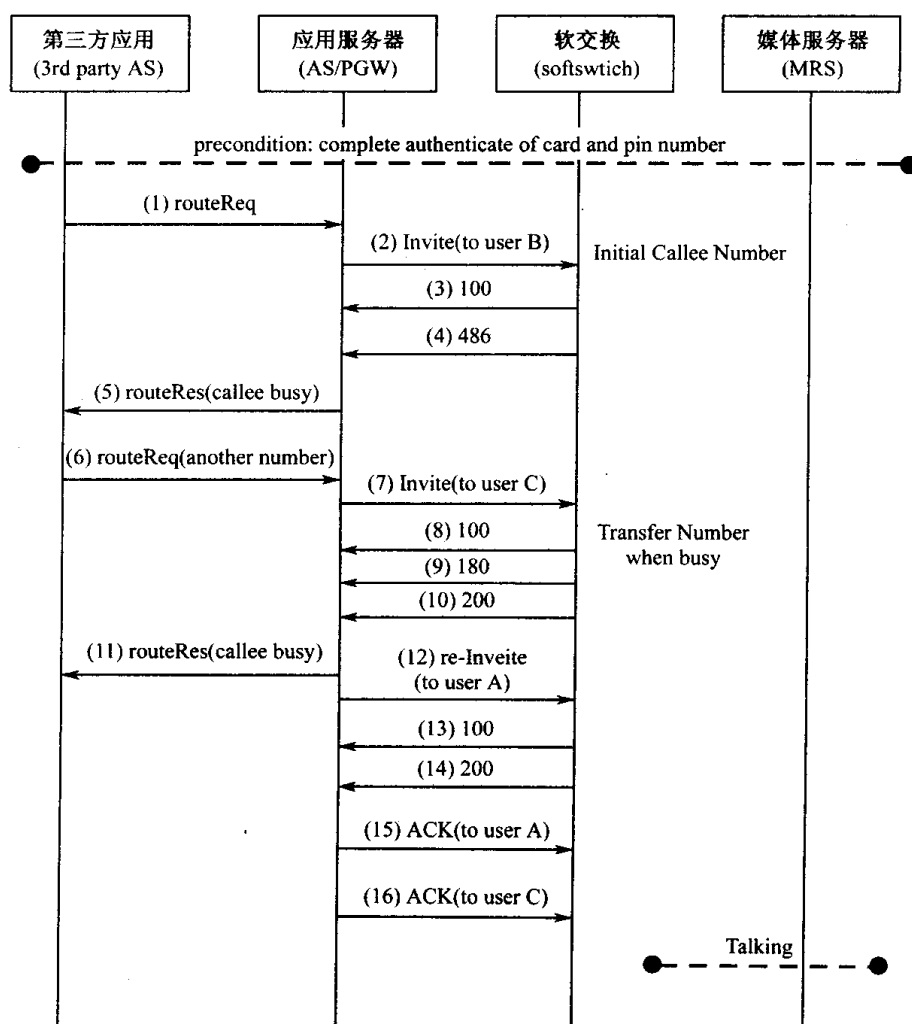 第三方应用
(3rd party AS)
应用服务器
(AS/PGW)
软交换
(softswtich)
媒体服务器
(MRS)
precondition: complete authenticate of card and pin number
(1) routeReq
(2) Invite(to user B)
Initial Callee Number
(3) 100
(4) 486
(5) routeRes(callee busy)
(6) routeReq(another number)
(7) Invite(to user C)
(8) 100
Transfer Number
when busy
(9) 180
(10) 200
(11) routeRes(callee busy)
(12) re-Inveite
(to user A)
(13) 100
(14) 200
(15) ACK(to user A)
(16) ACK(to user C)
Talking